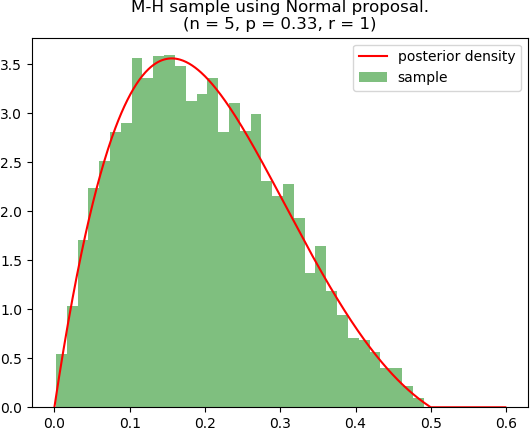 M-H sample using Normal proposal.
(n = 5, p = 0.33, r = 1)
posterior density
sample
3.5
3.0
2.5
2.0
1.5
1.0
0.5
0.0
0.0 0.1 0.2 0.3 0.4 0.5 0.6